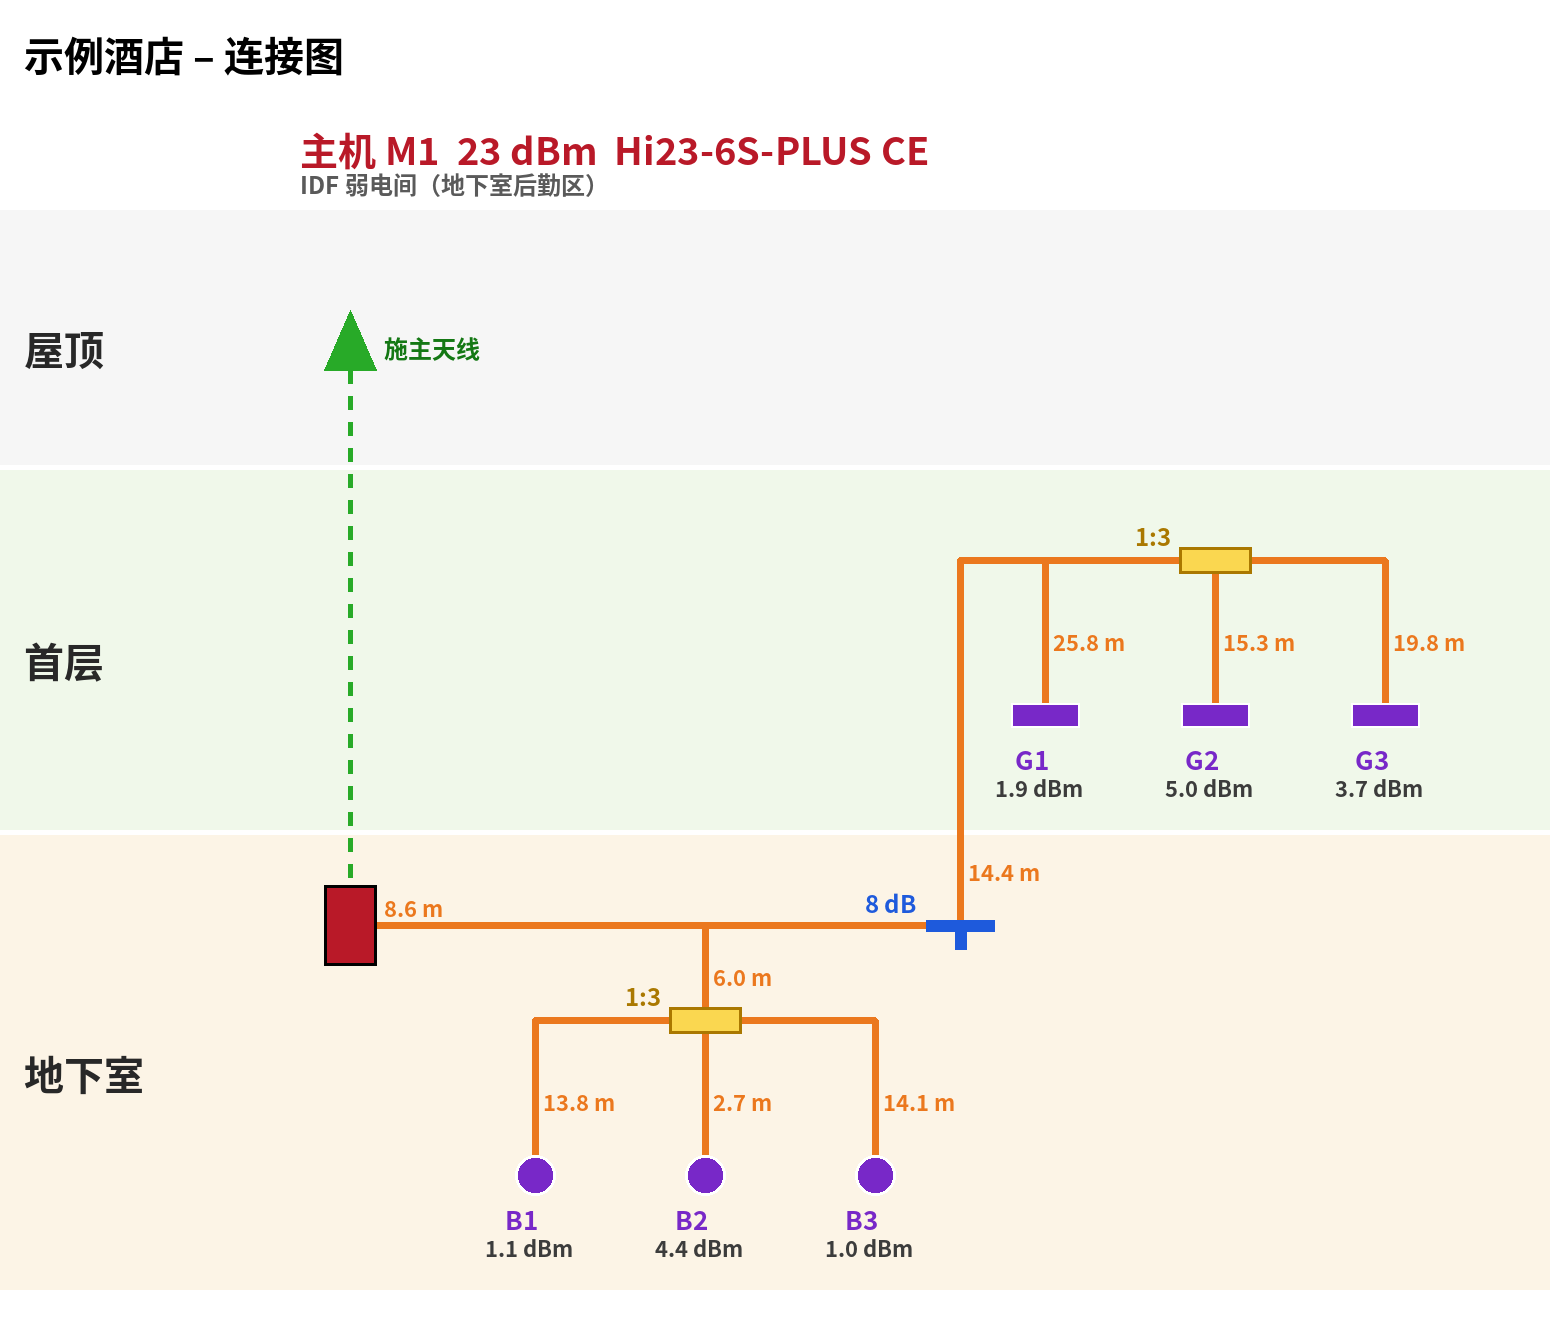 示例酒店 – 连接图
主机 M1  23 dBm  Hi23-6S-PLUS CE
IDF 弱电间（地下室后勤区）
屋顶
施主天线
首层
1:3
25.8 m
15.3 m
19.8 m
G1
G2
G3
1.9 dBm
5.0 dBm
3.7 dBm
14.4 m
8 dB
8.6 m
6.0 m
1:3
地下室
13.8 m
2.7 m
14.1 m
B1
B2
B3
1.1 dBm
4.4 dBm
1.0 dBm